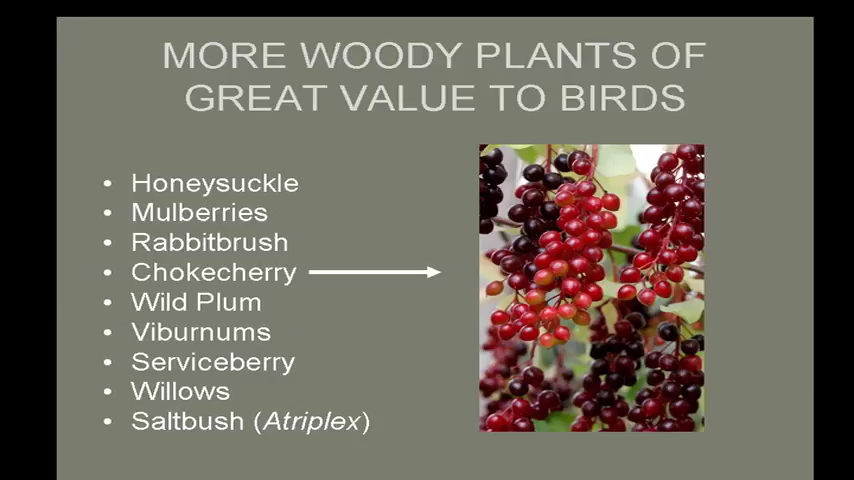 MORE WOODY PLANTS OF
GREAT VALUE TO BIRDS
• Honeysuckle
• Mulberries
• Rabbitbrush
• Chokecherry
• Wild Plum
• Viburnums
• Serviceberry
• Willows
• Saltbush (Atriplex)